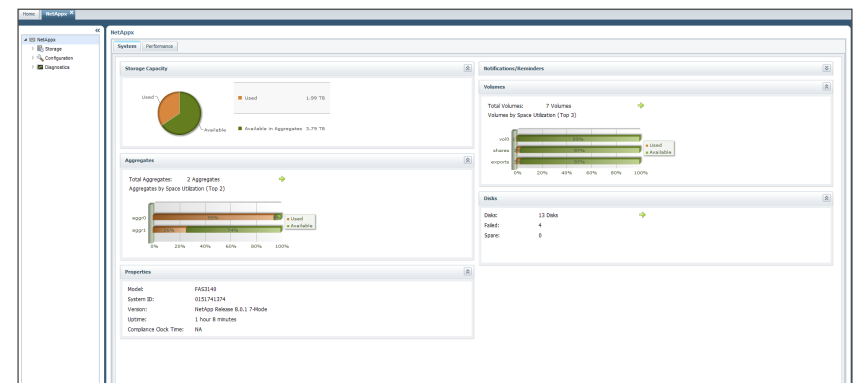 Home NetAppx
NetAppx
NetAppx
Storage
Configuration
Diagnostics
System Performance
Storage Capacity
Used
Available
Used 1.99 TB
Available in Aggregates 3.79 TB
Aggregates
Total Aggregates: 2 Aggregates
Aggregates by Space Utilization (Top 2)
aggr0
aggr1
74%
Used
Available
0% 20% 40% 60% 80% 100%
Properties
Model: FAS3140
System ID: 0151741374
Version: NetApp Release 8.0.1 7-Mode
Uptime: 1 hour 8 minutes
Compliance Clock Time: NA
Notifications/Reminders
Volumes
Total Volumes: 7 Volumes
Volumes by Space Utilization (Top 3)
vol0
shares 97%
exports 97%
Used
Available
0% 20% 40% 60% 80% 100%
Disks
Disks: 13 Disks
Failed: 4
Spare: 0